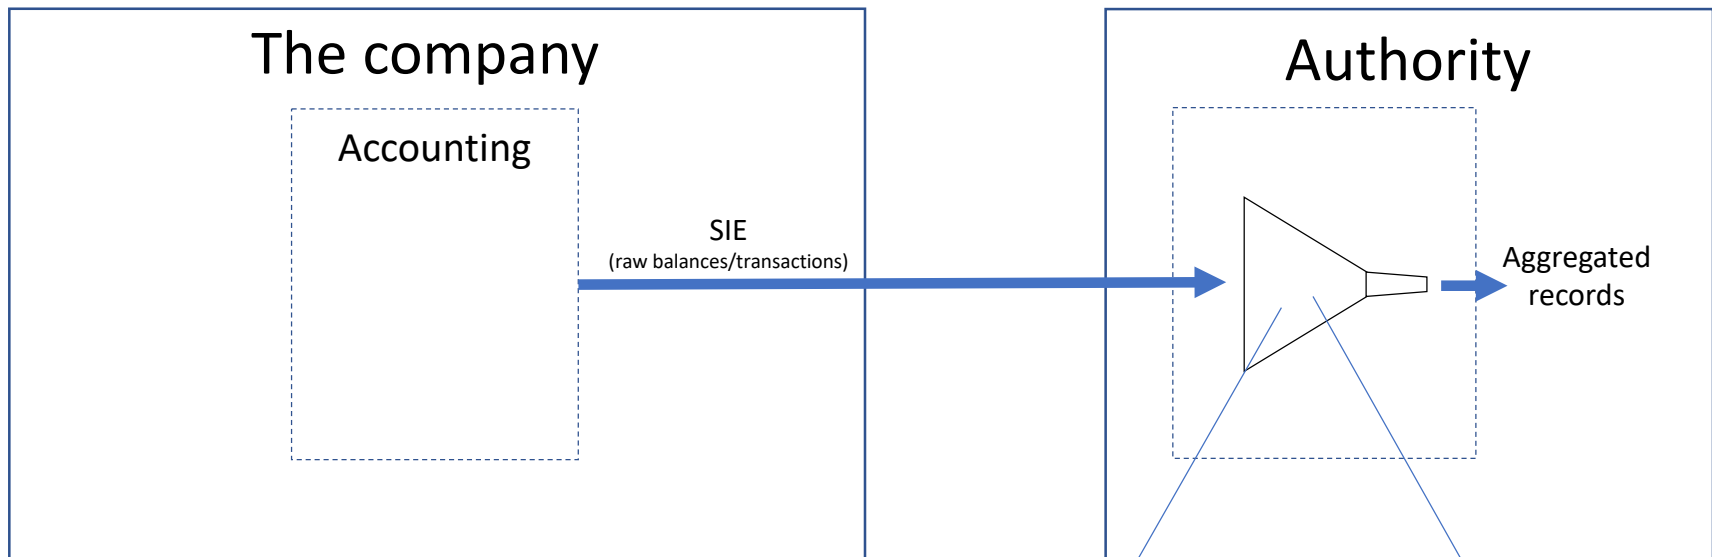 The company
Authority
Accounting
SIE
(raw balances/transactions)
Aggregated
records